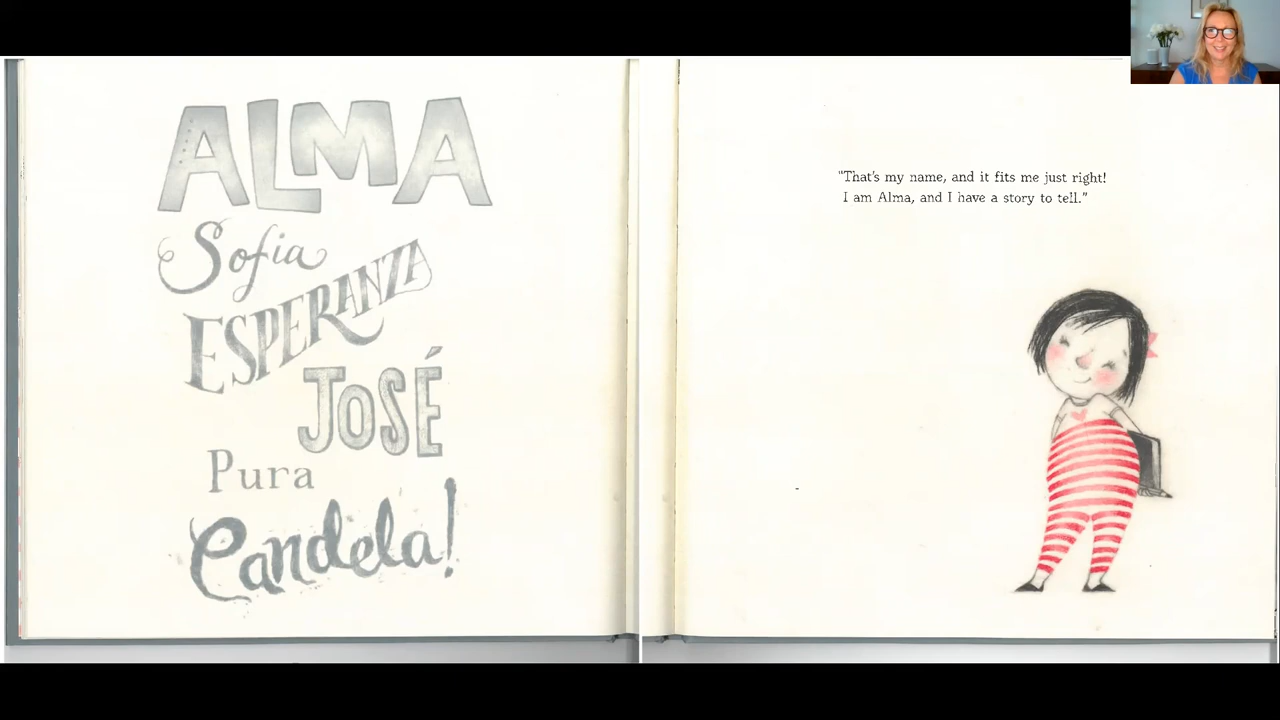 ALMA
Sofia
ESPERANZA
JOSÉ
Pura
Candela!
"That's my name, and it fits me just right!
I am Alma, and I have a story to tell."